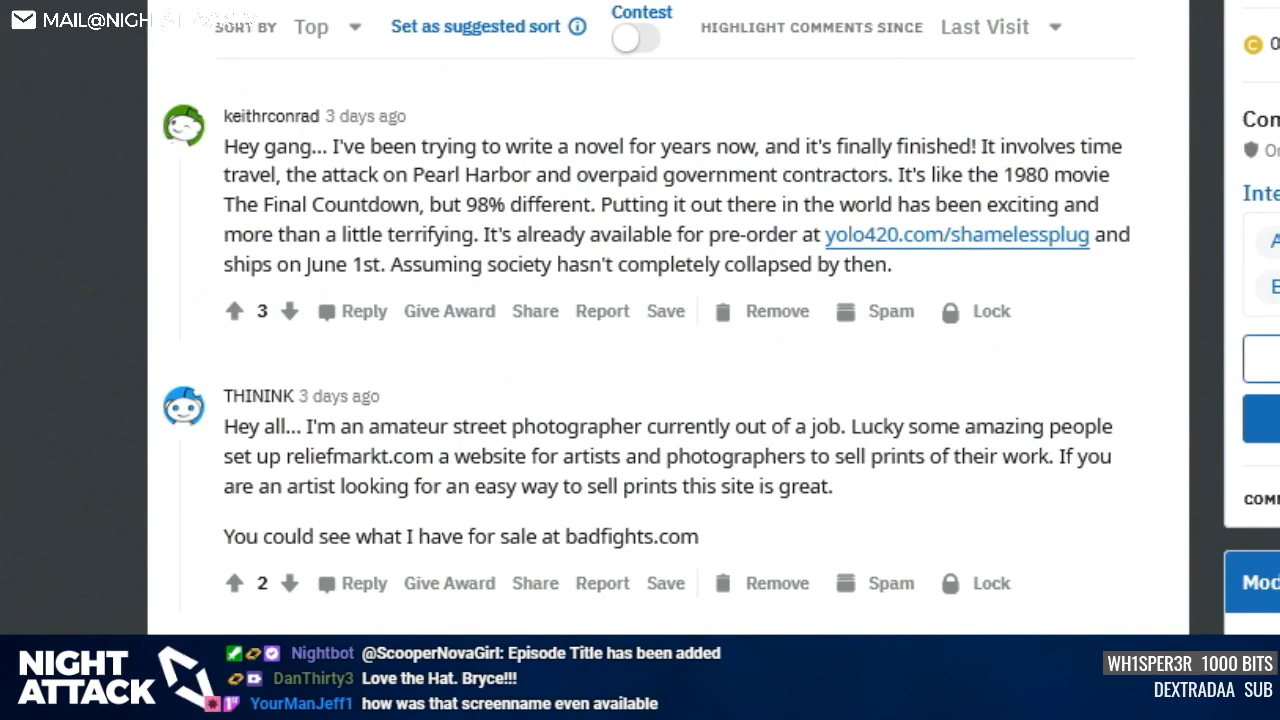 MAIL@NIGH
SORT BY Top Set as suggested sort Contest HIGHLIGHT COMMENTS SINCE Last Visit
keithrconrad 3 days ago
Hey gang... I've been trying to write a novel for years now, and it's finally finished! It involves time
travel, the attack on Pearl Harbor and overpaid government contractors. It's like the 1980 movie
The Final Countdown, but 98% different. Putting it out there in the world has been exciting and
more than a little terrifying. It's already available for pre-order at yolo420.com/shamelessplug and
ships on June 1st. Assuming society hasn't completely collapsed by then.
3 Reply Give Award Share Report Save Remove Spam Lock
THININK 3 days ago
Hey all... I'm an amateur street photographer currently out of a job. Lucky some amazing people
set up reliefmarkt.com a website for artists and photographers to sell prints of their work. If you
are an artist looking for an easy way to sell prints this site is great.
You could see what I have for sale at badfights.com
2 Reply Give Award Share Report Save Remove Spam Lock
Con
Inte
COMM
Mod
NIGHT
ATTACK
Nightbot @ScooperNovaGirl: Episode Title has been added
DanThirty3 Love the Hat. Bryce!!!
YourManJeff1 how was that screenname even available
WH1SPER3R 1000 BITS
DEXTRADAA SUB